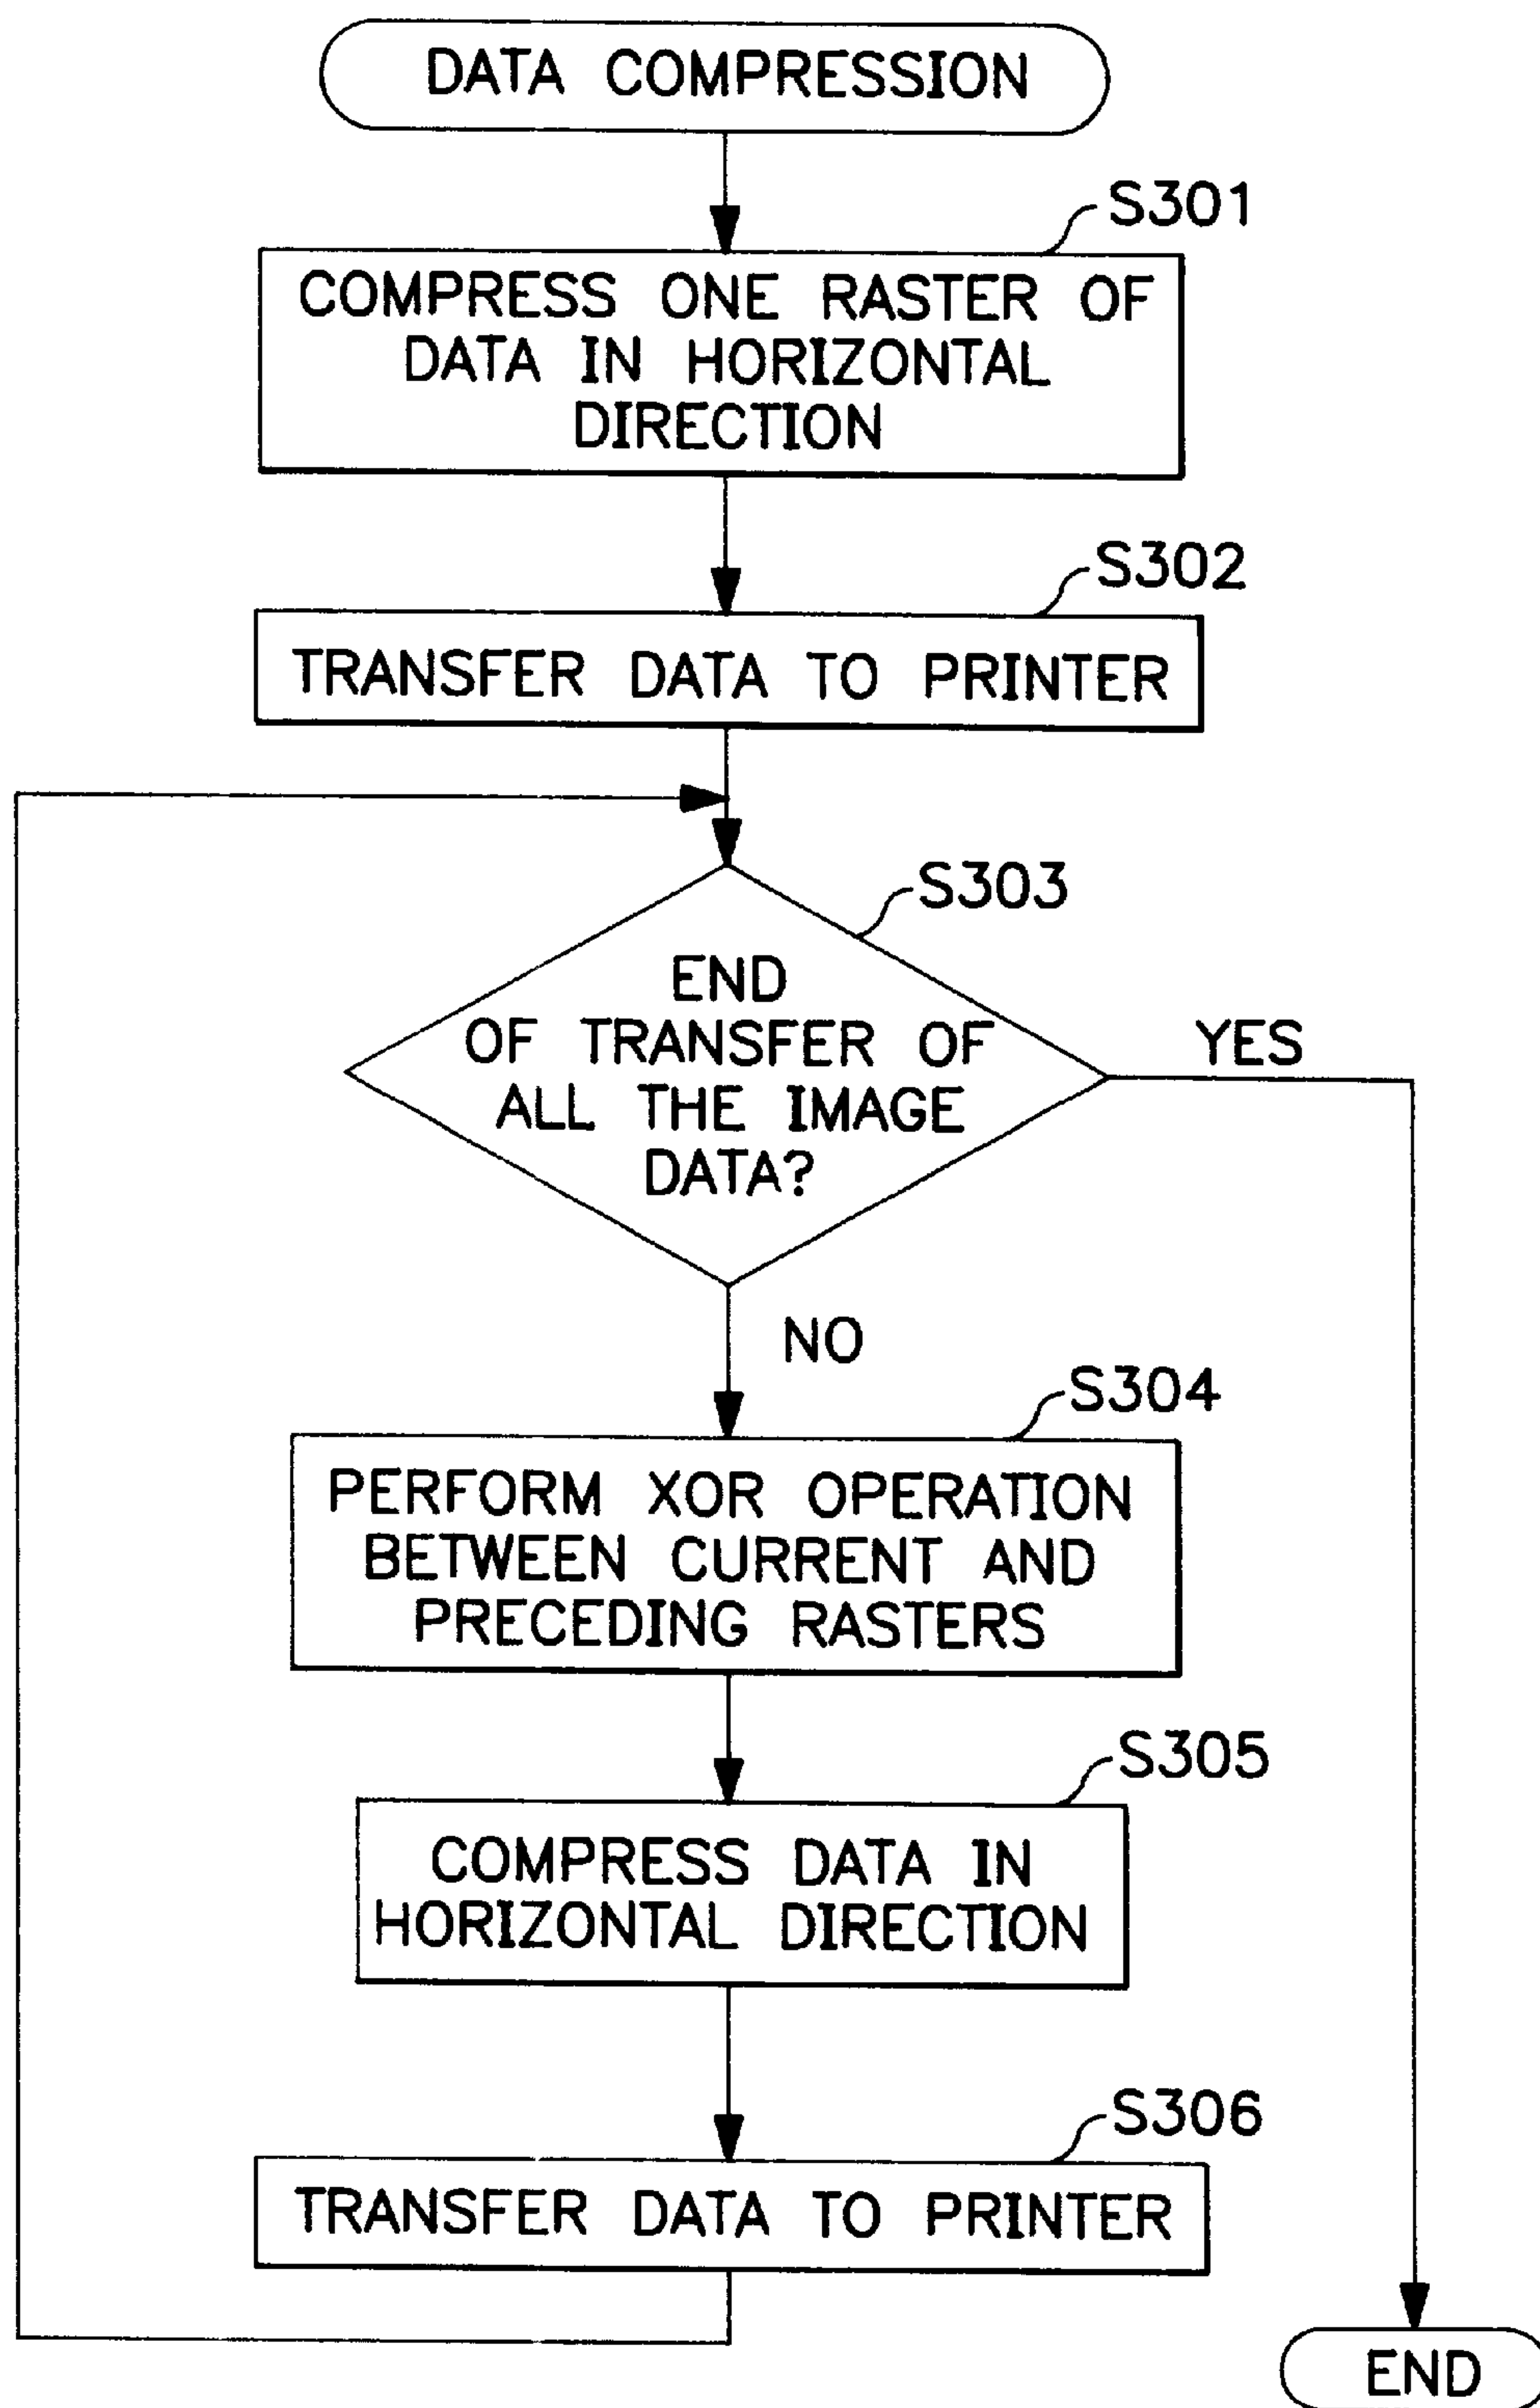 DATA COMPRESSION
S301
COMPRESS ONE RASTER OF
DATA IN HORIZONTAL
DIRECTION
S302
TRANSFER DATA TO PRINTER
S303
END
OF TRANSFER OF
ALL THE IMAGE
DATA?
YES
NO
S304
PERFORM XOR OPERATION
BETWEEN CURRENT AND
PRECEDING RASTERS
S305
COMPRESS DATA IN
HORIZONTAL DIRECTION
S306
TRANSFER DATA TO PRINTER
END